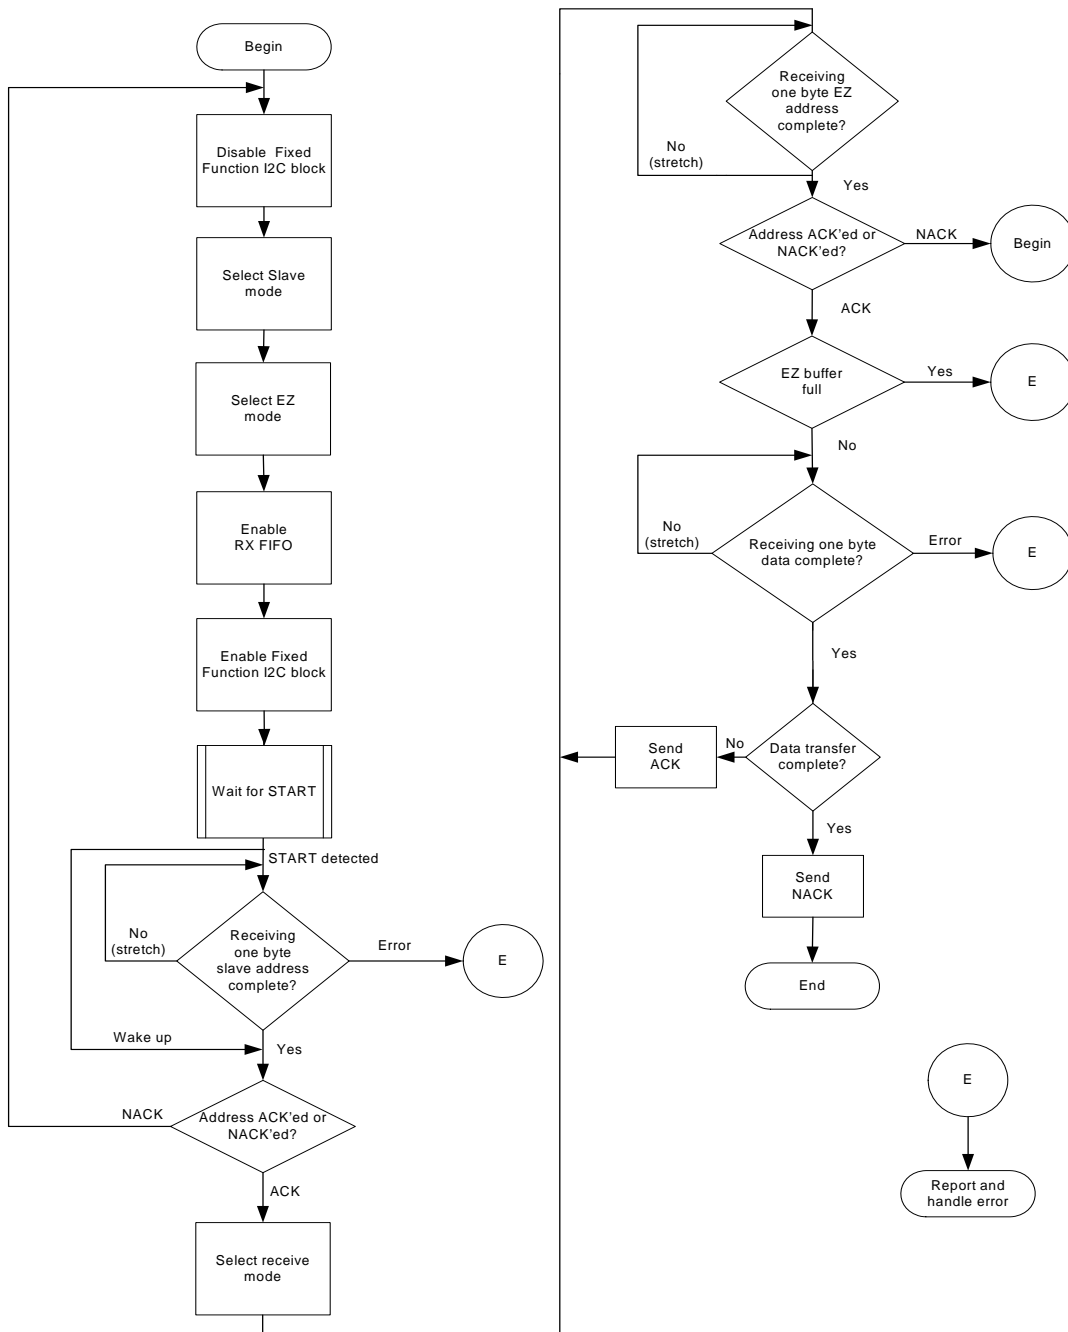 Begin
Disable  Fixed
Function I2C block
Select Slave
mode
Select EZ
mode
Enable
RX FIFO
Enable Fixed
Function I2C block
Wait for START
START detected
No
(stretch)
Receiving
one byte
slave address
complete?
Error
E
Wake up
Yes
NACK
Address ACK'ed or
NACK'ed?
ACK
Select receive
mode
Receiving
one byte EZ
address
complete?
No
(stretch)
Yes
Address ACK'ed or
NACK'ed?
NACK
Begin
ACK
EZ buffer
full
Yes
E
No
No
(stretch)
Receiving one byte
data complete?
Error
E
Yes
Send
ACK
No
Data transfer
complete?
Yes
Send
NACK
End
E
Report and
handle error